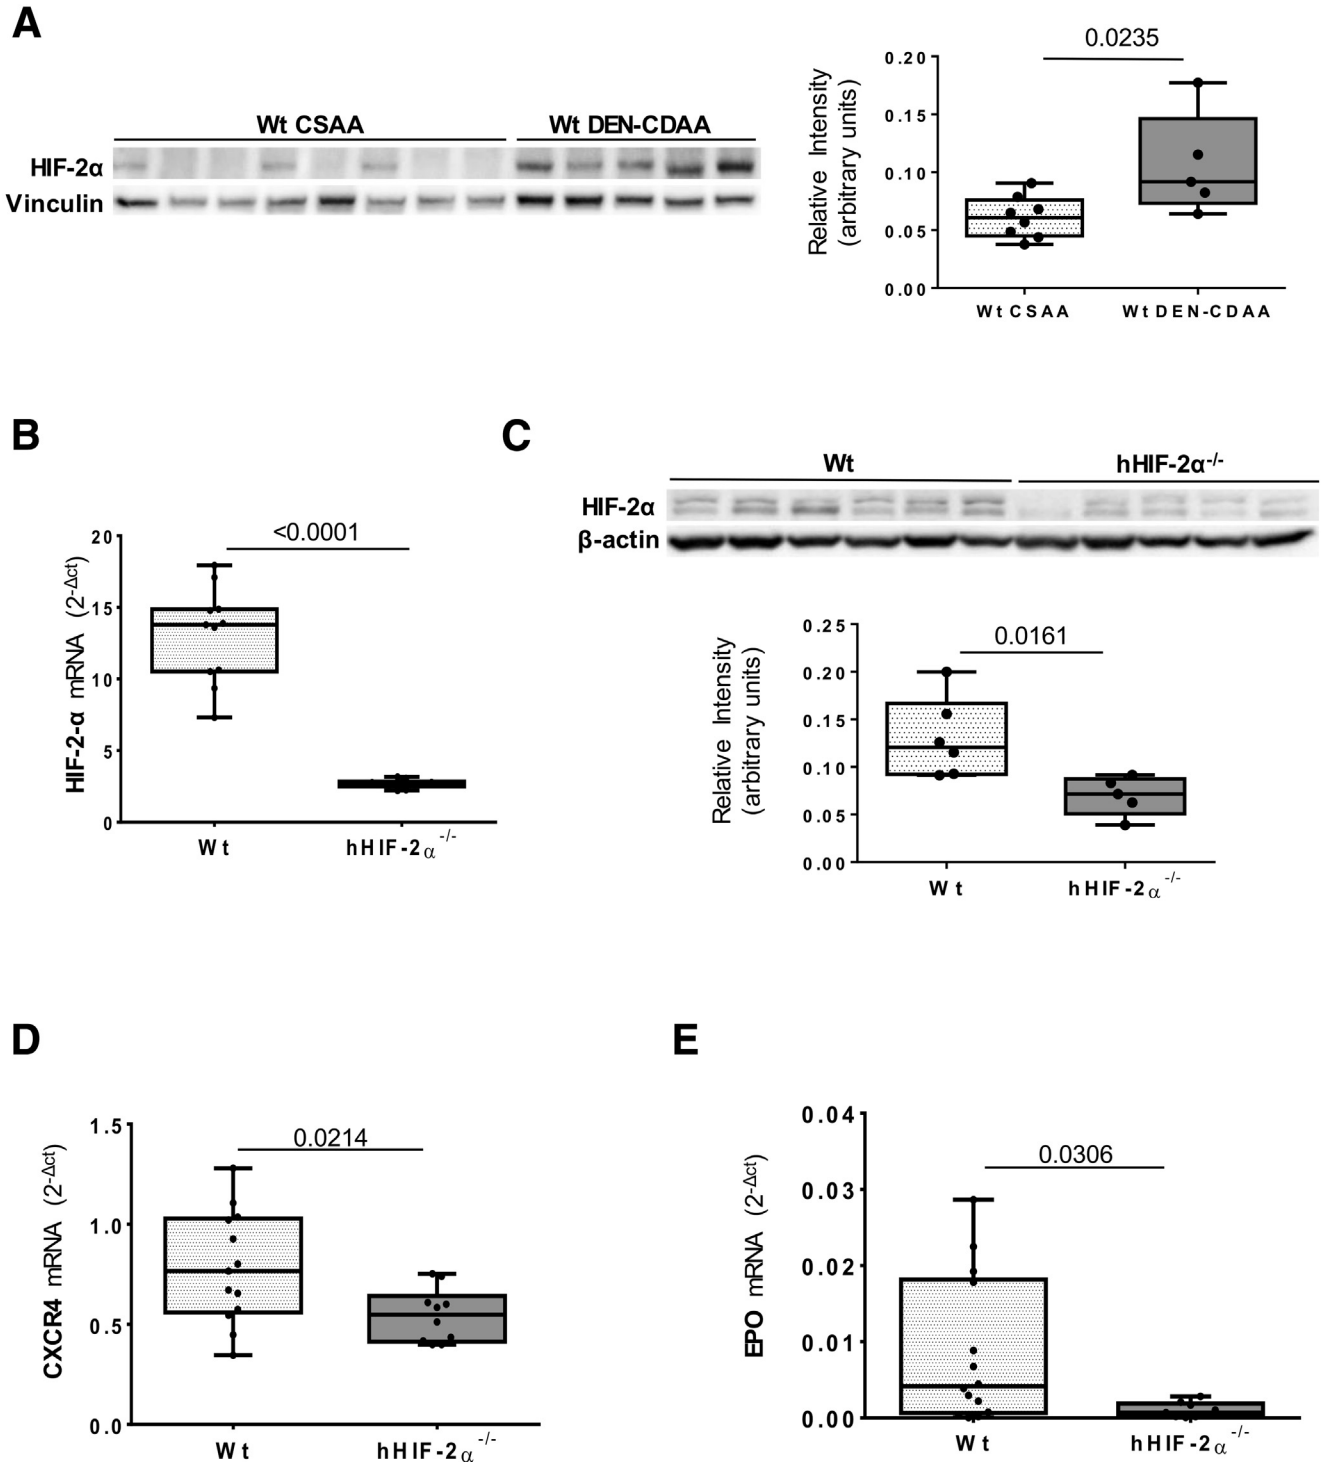 A
Wt CSAA
Wt DEN-CDAA
HIF-2α
Vinculin
0.0235
0.20
0.15
0.10
0.05
0.00
Relative Intensity
(arbitrary units)
Wt CSAA
Wt DEN-CDAA
B
<0.0001
20
15
10
5
0
HIF-2-α mRNA (2-Δct)
Wt
hHIF-2α-/-
C
Wt
hHIF-2α-/-
HIF-2α
β-actin
0.0161
0.25
0.20
0.15
0.10
0.05
0.00
Relative Intensity
(arbitrary units)
Wt
hHIF-2α-/-
D
0.0214
1.5
1.0
0.5
0.0
CXCR4 mRNA (2-Δct)
Wt
hHIF-2α-/-
E
0.0306
0.04
0.03
0.02
0.01
0.00
EPO mRNA (2-Δct)
Wt
hHIF-2α-/-